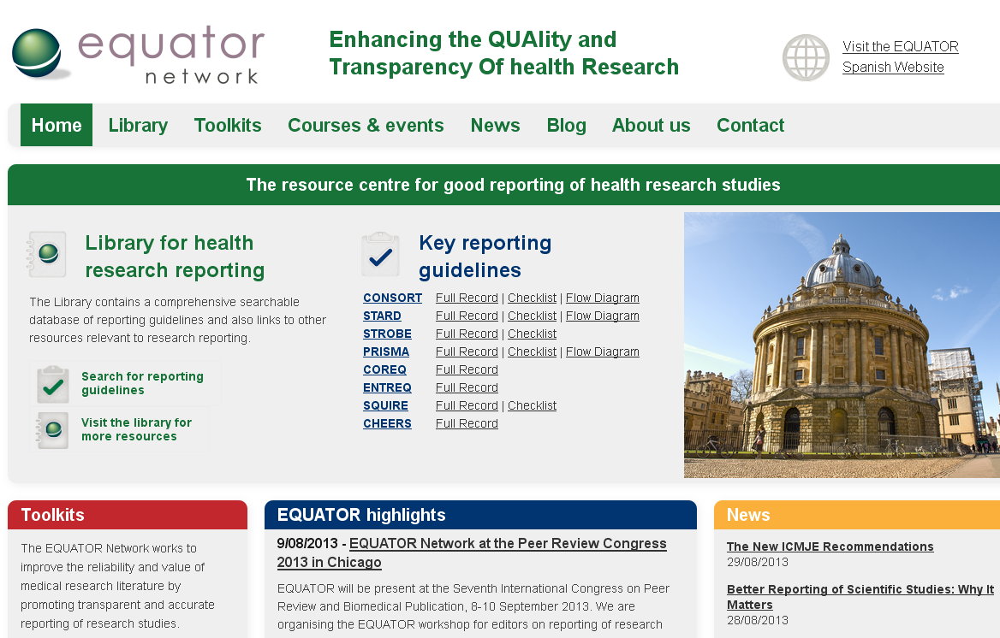 equator
network
Enhancing the QUAlity and
Transparency Of health Research
Visit the EQUATOR
Spanish Website
Home Library Toolkits Courses & events News Blog About us Contact
The resource centre for good reporting of health research studies
Library for health
research reporting
The Library contains a comprehensive searchable
database of reporting guidelines and also links to other
resources relevant to research reporting.
Search for reporting
guidelines
Visit the library for
more resources
Key reporting
guidelines
CONSORT Full Record | Checklist | Flow Diagram
STARD Full Record | Checklist | Flow Diagram
STROBE Full Record | Checklist
PRISMA Full Record | Checklist | Flow Diagram
COREQ Full Record
ENTREQ Full Record
SQUIRE Full Record | Checklist
CHEERS Full Record
Toolkits
The EQUATOR Network works to
improve the reliability and value of
medical research literature by
promoting transparent and accurate
reporting of research studies.
EQUATOR highlights
9/08/2013 - EQUATOR Network at the Peer Review Congress
2013 in Chicago
EQUATOR will be present at the Seventh International Congress on Peer
Review and Biomedical Publication, 8-10 September 2013. We are
organising the EQUATOR workshop for editors on reporting of research
News
The New ICMJE Recommendations
29/08/2013
Better Reporting of Scientific Studies: Why It
Matters
28/08/2013